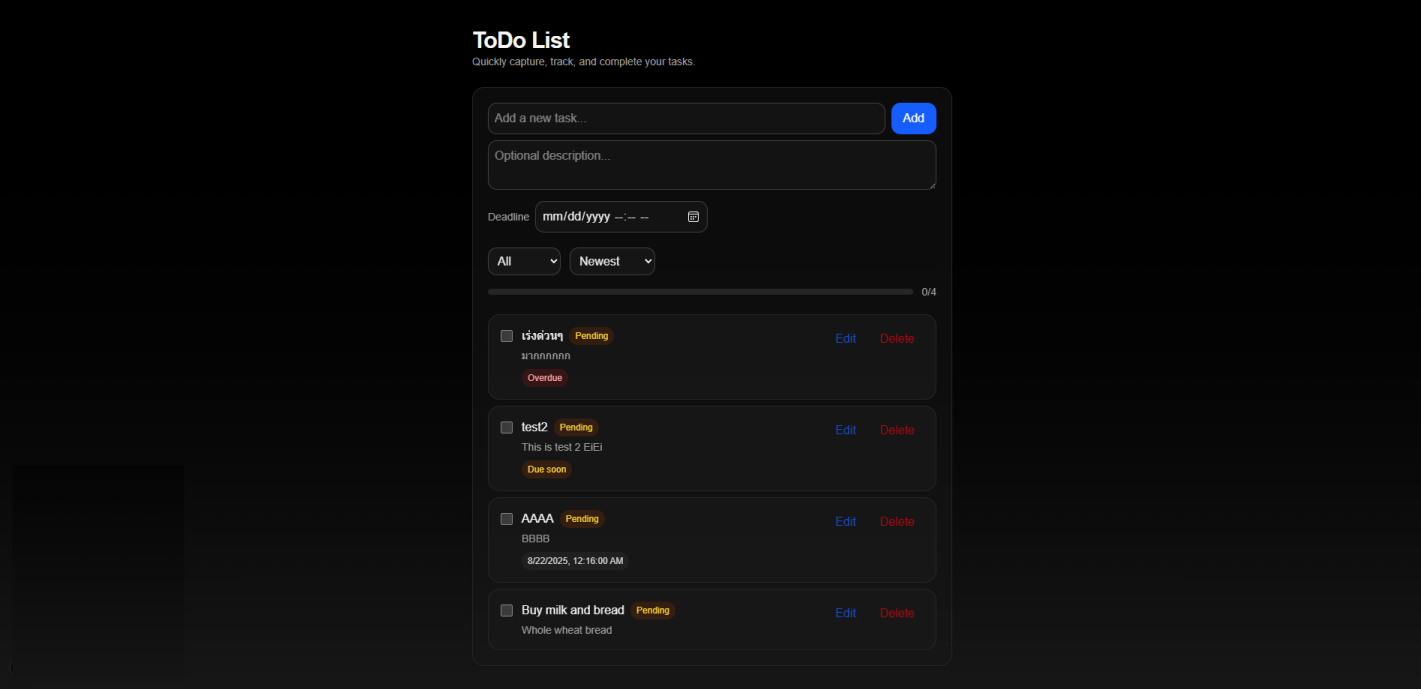 ToDo List
Quickly capture, track, and complete your tasks.
Add a new task...
Add
Optional description...
Deadline
mm/dd/yyyy --:-- --
All
Newest
0/4
เร่งด่วนๆ Pending Edit Delete
มากกกกกก
Overdue
test2 Pending Edit Delete
This is test 2 EiEi
Due soon
AAAA Pending Edit Delete
BBBB
8/22/2025, 12:16:00 AM
Buy milk and bread Pending Edit Delete
Whole wheat bread